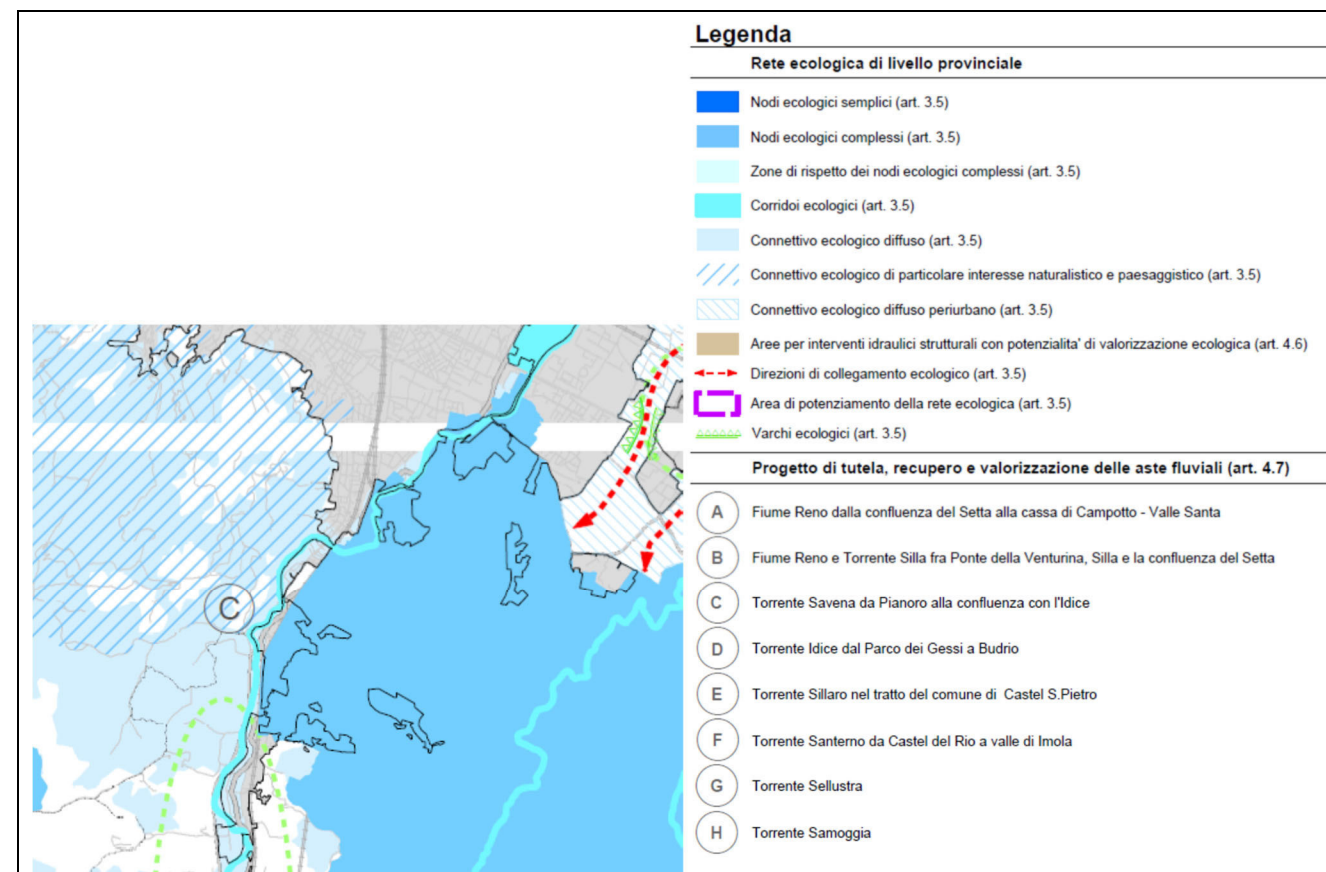 Legenda
Rete ecologica di livello provinciale
Nodi ecologici semplici (art. 3.5)
Nodi ecologici complessi (art. 3.5)
Zone di rispetto dei nodi ecologici complessi (art. 3.5)
Corridoi ecologici (art. 3.5)
Connettivo ecologico diffuso (art. 3.5)
Connettivo ecologico di particolare interesse naturalistico e paesaggistico (art. 3.5)
Connettivo ecologico diffuso periurbano (art. 3.5)
Aree per interventi idraulici strutturali con potenzialita' di valorizzazione ecologica (art. 4.6)
Direzioni di collegamento ecologico (art. 3.5)
Area di potenziamento della rete ecologica (art. 3.5)
Varchi ecologici (art. 3.5)
Progetto di tutela, recupero e valorizzazione delle aste fluviali (art. 4.7)
A Fiume Reno dalla confluenza del Setta alla cassa di Campotto - Valle Santa
B Fiume Reno e Torrente Silla fra Ponte della Venturina, Silla e la confluenza del Setta
C Torrente Savena da Pianoro alla confluenza con l'Idice
D Torrente Idice dal Parco dei Gessi a Budrio
E Torrente Sillaro nel tratto del comune di Castel S.Pietro
F Torrente Santerno da Castel del Rio a valle di Imola
G Torrente Sellustra
H Torrente Samoggia
C